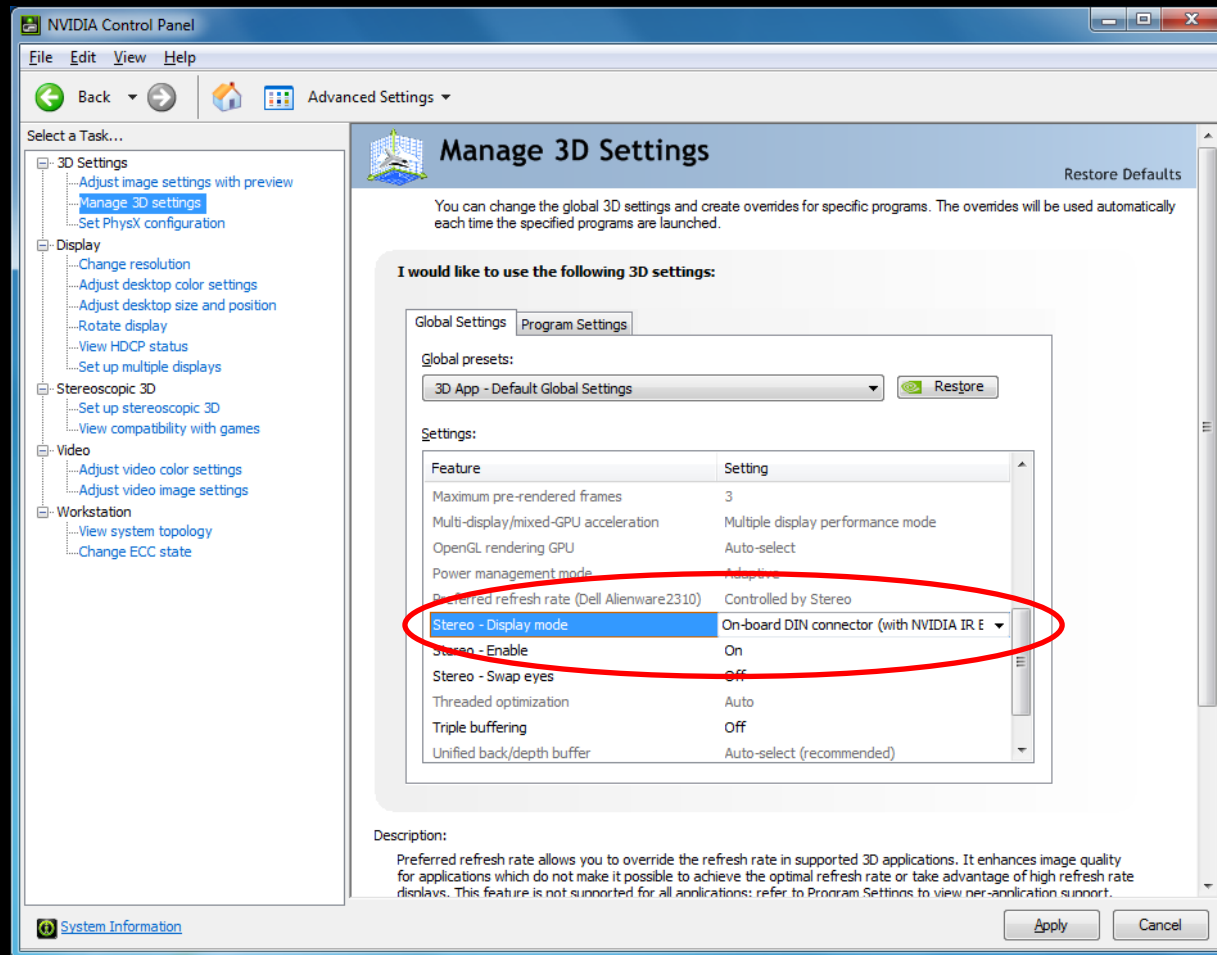 NVIDIA Control Panel
File Edit View Help
Back Advanced Settings
Select a Task...
3D Settings
Adjust image settings with preview
Manage 3D settings
Set PhysX configuration
Display
Change resolution
Adjust desktop color settings
Adjust desktop size and position
Rotate display
View HDCP status
Set up multiple displays
Stereoscopic 3D
Set up stereoscopic 3D
View compatibility with games
Video
Adjust video color settings
Adjust video image settings
Workstation
View system topology
Change ECC state
System Information
Manage 3D Settings
Restore Defaults
You can change the global 3D settings and create overrides for specific programs. The overrides will be used automatically
each time the specified programs are launched.
I would like to use the following 3D settings:
Global Settings Program Settings
Global presets:
3D App - Default Global Settings Restore
Settings:
Feature Setting
Maximum pre-rendered frames 3
Multi-display/mixed-GPU acceleration Multiple display performance mode
OpenGL rendering GPU Auto-select
Power management mode Adaptive
Preferred refresh rate (Dell Alienware2310) Controlled by Stereo
Stereo - Display mode On-board DIN connector (with NVIDIA IR E
Stereo - Enable On
Stereo - Swap eyes Off
Threaded optimization Auto
Triple buffering Off
Unified back/depth buffer Auto-select (recommended)
Description:
Preferred refresh rate allows you to override the refresh rate in supported 3D applications. It enhances image quality
for applications which do not make it possible to achieve the optimal refresh rate or take advantage of high refresh rate
displays. This feature is not supported for all applications; refer to Program Settings to view per-application support.
Apply Cancel